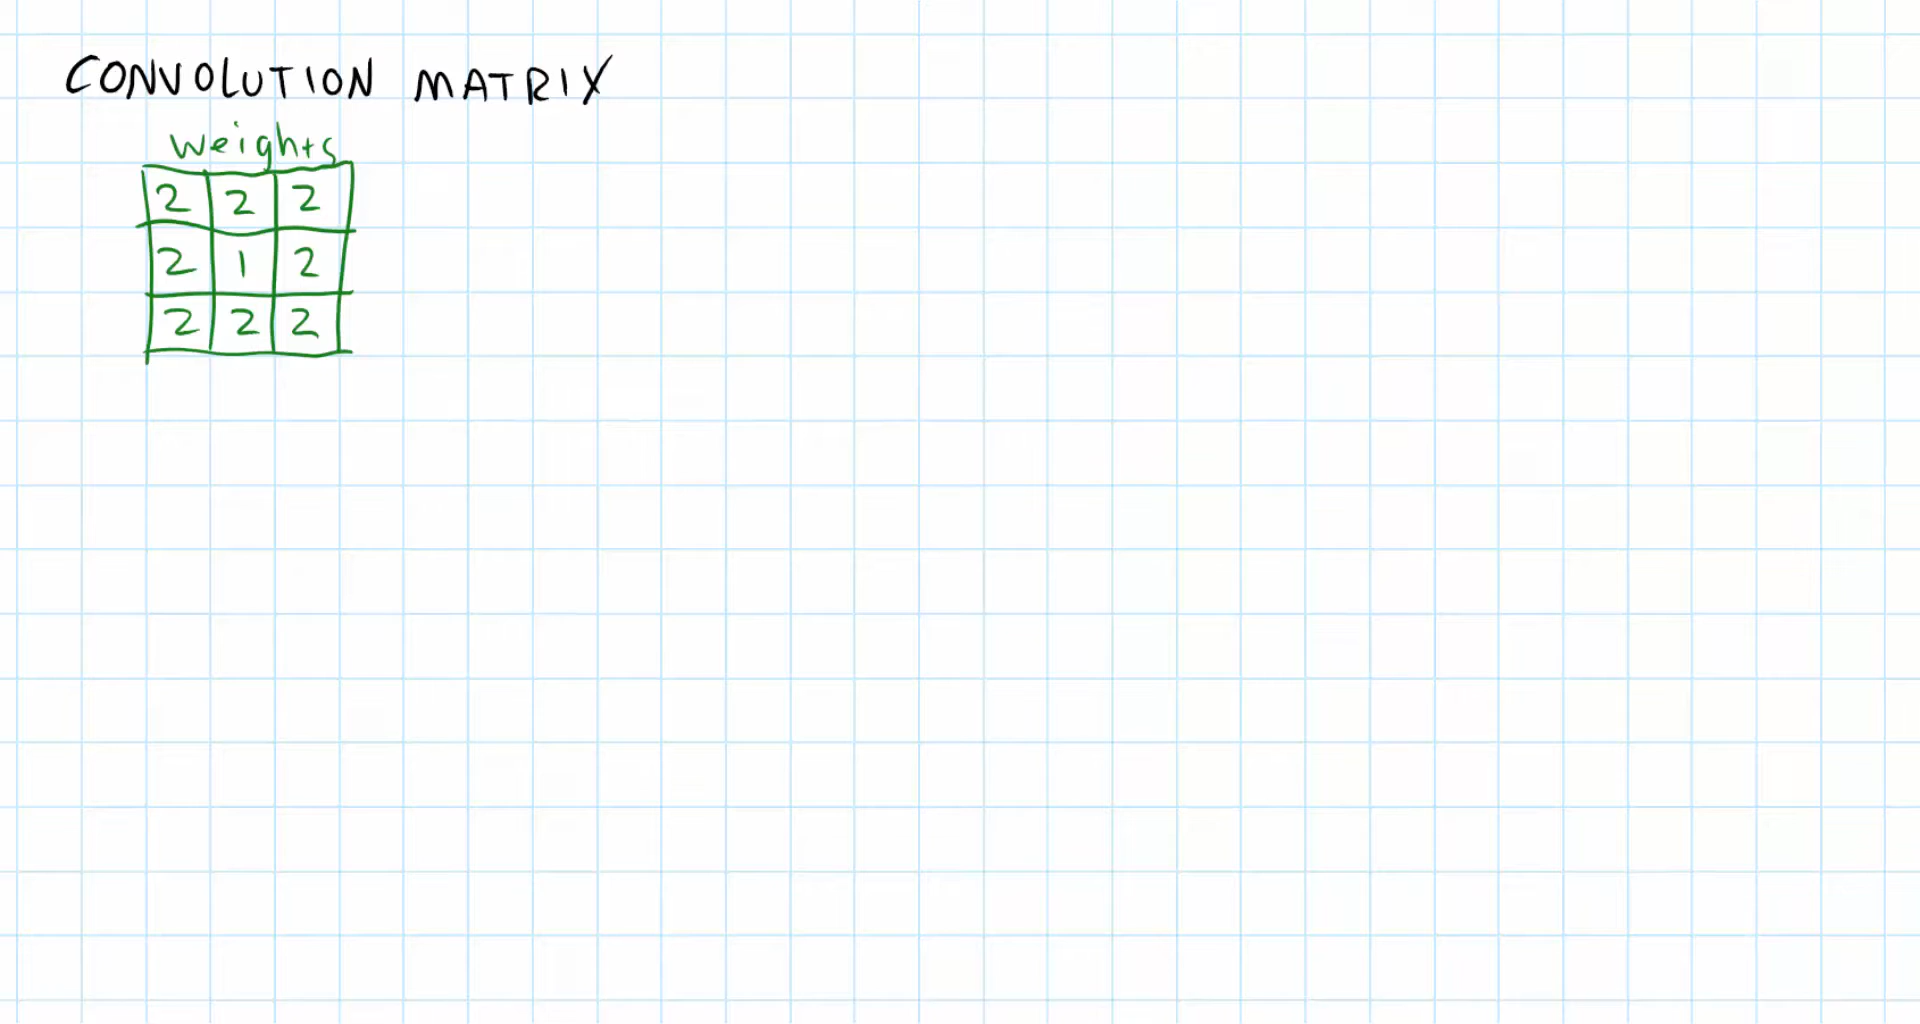 CONVOLUTION MATRIX
weights
2 2 2
2 1 2
2 2 2